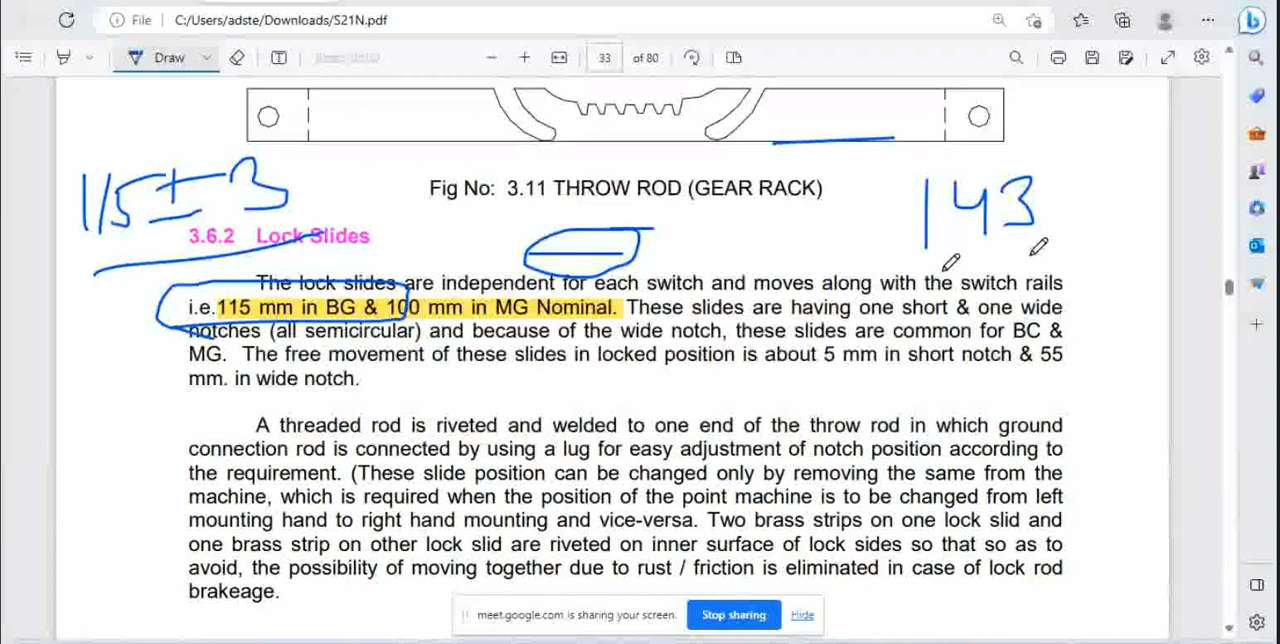 File C:/Users/adste/Downloads/S21N.pdf
Draw 33 of 80
Fig No: 3.11 THROW ROD (GEAR RACK)
115 ± 3
143
3.6.2 Lock Slides
The lock slides are independent for each switch and moves along with the switch rails
i.e.115 mm in BG & 100 mm in MG Nominal. These slides are having one short & one wide
notches (all semicircular) and because of the wide notch, these slides are common for BC &
MG. The free movement of these slides in locked position is about 5 mm in short notch & 55
mm. in wide notch.
A threaded rod is riveted and welded to one end of the throw rod in which ground
connection rod is connected by using a lug for easy adjustment of notch position according to
the requirement. (These slide position can be changed only by removing the same from the
machine, which is required when the position of the point machine is to be changed from left
mounting hand to right hand mounting and vice-versa. Two brass strips on one lock slid and
one brass strip on other lock slid are riveted on inner surface of lock sides so that so as to
avoid, the possibility of moving together due to rust / friction is eliminated in case of lock rod
brakeage.
meet.google.com is sharing your screen. Stop sharing Hide